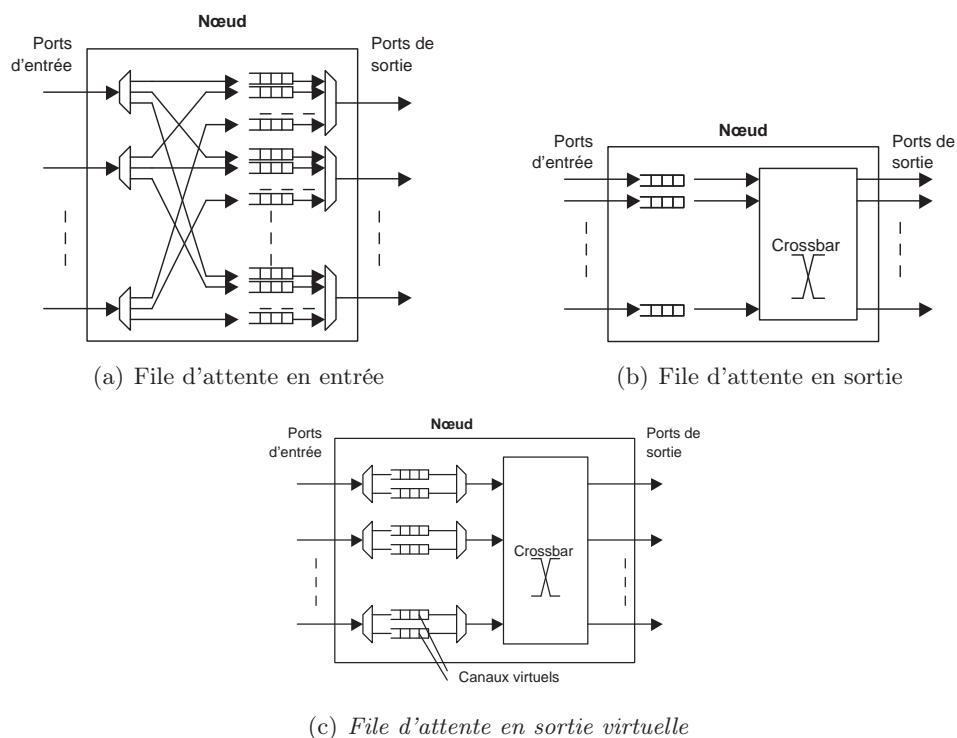 Nœud
Ports d'entrée
Ports de sortie
(a) File d'attente en entrée
Nœud
Ports d'entrée
Ports de sortie
Crossbar
(b) File d'attente en sortie
Nœud
Ports d'entrée
Ports de sortie
Crossbar
Canaux virtuels
(c) File d'attente en sortie virtuelle